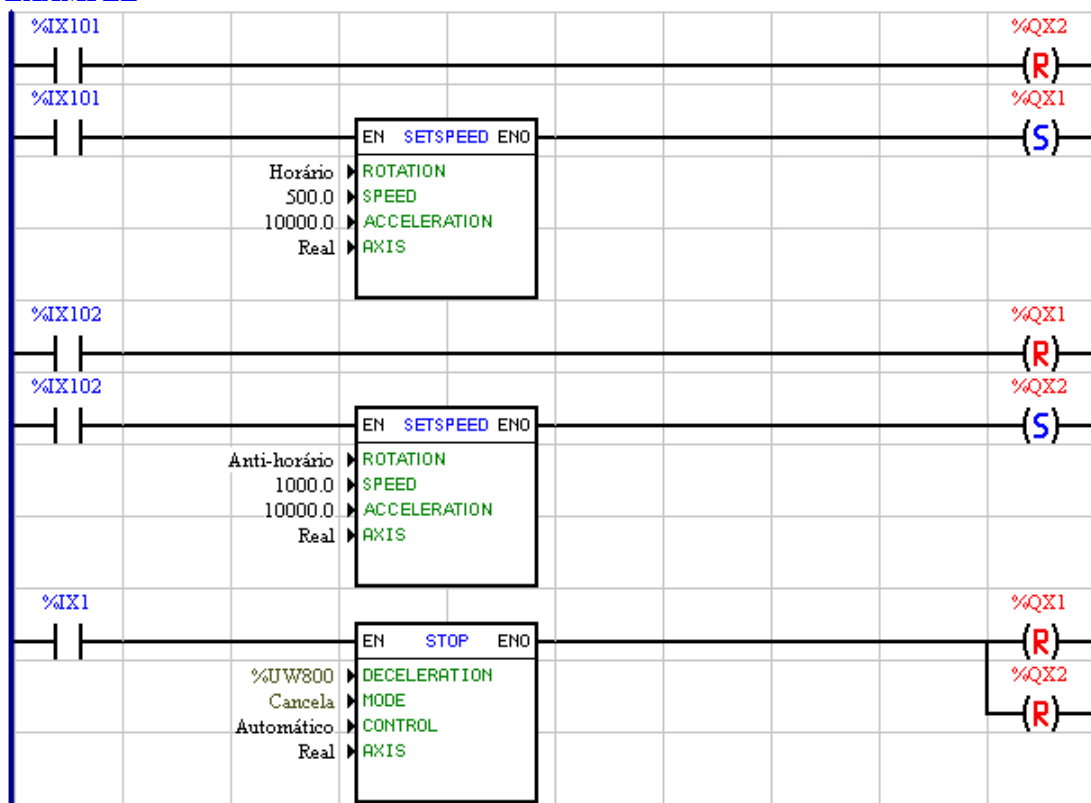 %IX101 %QX2
R
%IX101 %QX1
EN SETSPEED ENO S
Horário ROTATION
500.0 SPEED
10000.0 ACCELERATION
Real AXIS
%IX102 %QX1
R
%IX102 %QX2
EN SETSPEED ENO S
Anti-horário ROTATION
1000.0 SPEED
10000.0 ACCELERATION
Real AXIS
%IX1 %QX1
EN STOP ENO R
%UW800 DECELERATION %QX2
Cancela MODE
R
Automático CONTROL
Real AXIS